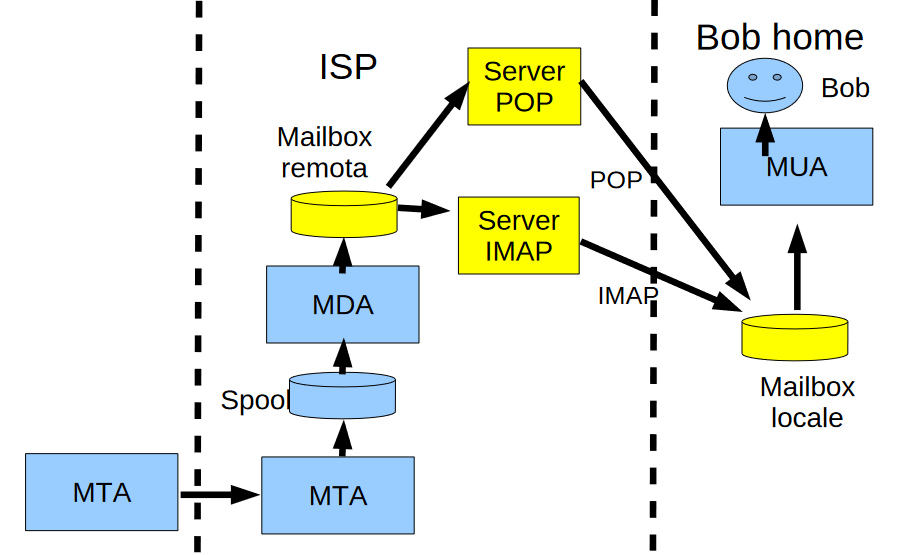 ISP
Server
POP
Bob home
Bob
Mailbox
remota
MUA
POP
Server
IMAP
IMAP
MDA
Mailbox
locale
Spool
MTA
MTA